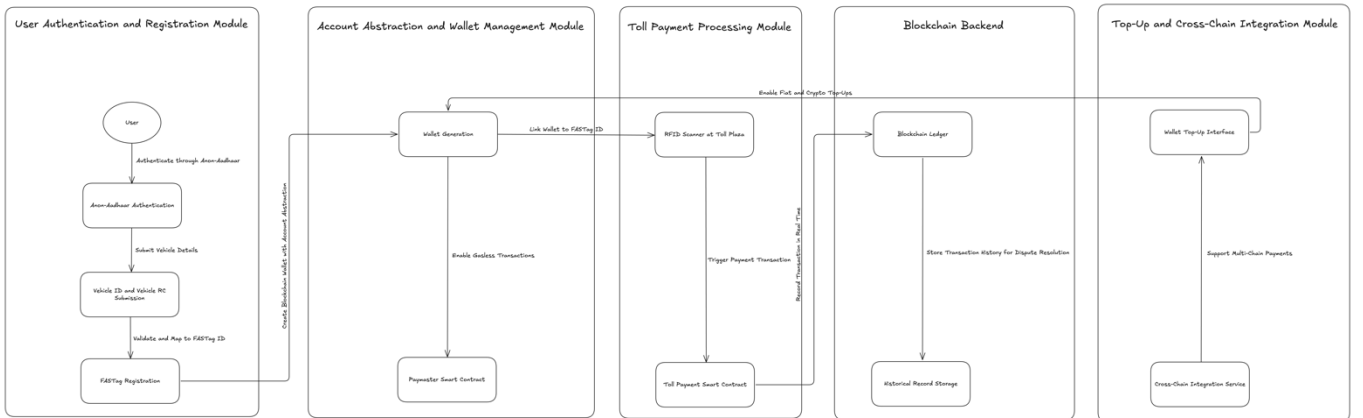 User Authentication and Registration Module
User
Authenticate through Anon-Aadhaar
Anon-Aadhaar Authentication
Submit Vehicle Details
Vehicle ID and Vehicle RC
Submission
Validate and Map to FASTag ID
FASTag Registration
Create Blockchain Wallet with Account Abstraction
Account Abstraction and Wallet Management Module
Wallet Generation
Link Wallet to FASTag ID
Enable Gasless Transactions
Paymaster Smart Contract
Toll Payment Processing Module
RFID Scanner at Toll Plaza
Trigger Payment Transaction
Toll Payment Smart Contract
Record Transaction in Real Time
Blockchain Backend
Enable Fiat and Crypto Top-Ups
Blockchain Ledger
Store Transaction History for Dispute Resolution
Historical Record Storage
Top-Up and Cross-Chain Integration Module
Wallet Top-Up Interface
Support Multi-Chain Payments
Cross-Chain Integration Service